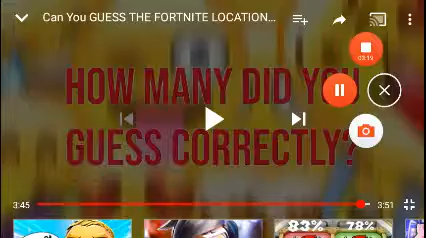 Can You GUESS THE FORTNITE LOCATION...
03:19
HOW MANY DID YOU
GUESS CORRECTLY?
3:45
3:51
83% 78%